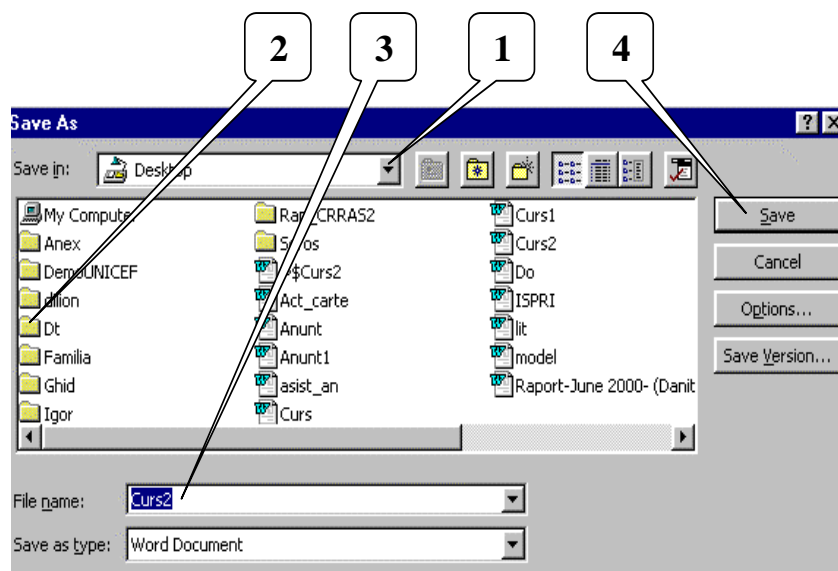 2 3 1 4
Save As
Save in: Desktop
My Computer
Anex
DemoUNICEF
Dt
Familia
Ghid
Igor
Act_carte
Anunt
Anunt1
asist_an
Curs
Curs1
Curs2
Do
ISPRI
lit
model
Raport-June 2000- (Danit
Save
Cancel
Options...
Save Version...
File name: Curs2
Save as type: Word Document